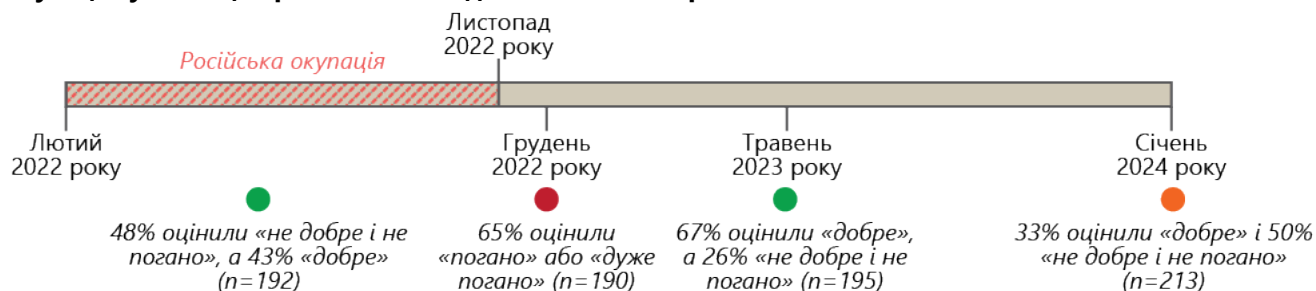 Листопад
2022 року
Російська окупація
Лютий
2022 року
Грудень
2022 року
Травень
2023 року
Січень
2024 року
48% оцінили «не добре і не
погано», а 43% «добре»
(n=192)
65% оцінили
«погано» або «дуже
погано» (n=190)
67% оцінили «добре»,
а 26% «не добре і не
погано» (n=195)
33% оцінили «добре» і 50%
«не добре і не погано»
(n=213)